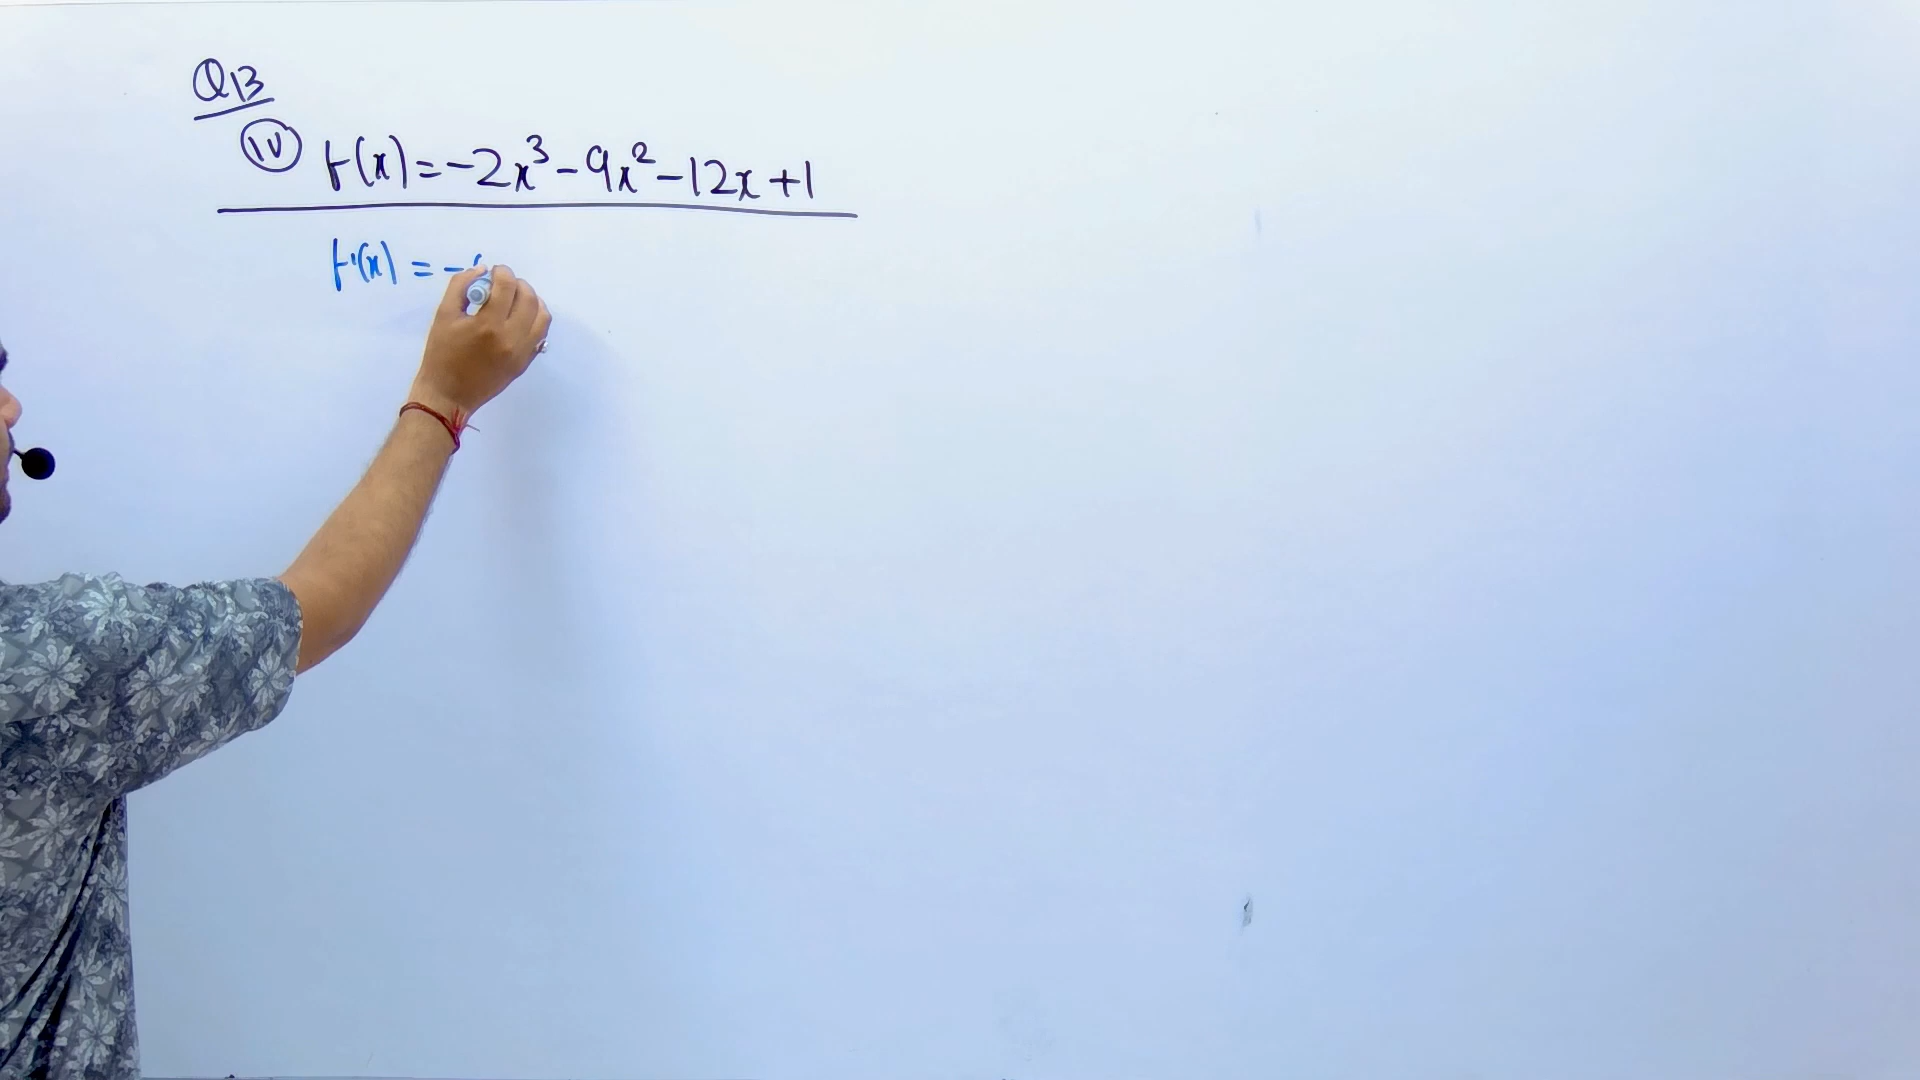 Q13
(iv) f(x) = -2x³ - 9x² - 12x + 1
f'(x) = -